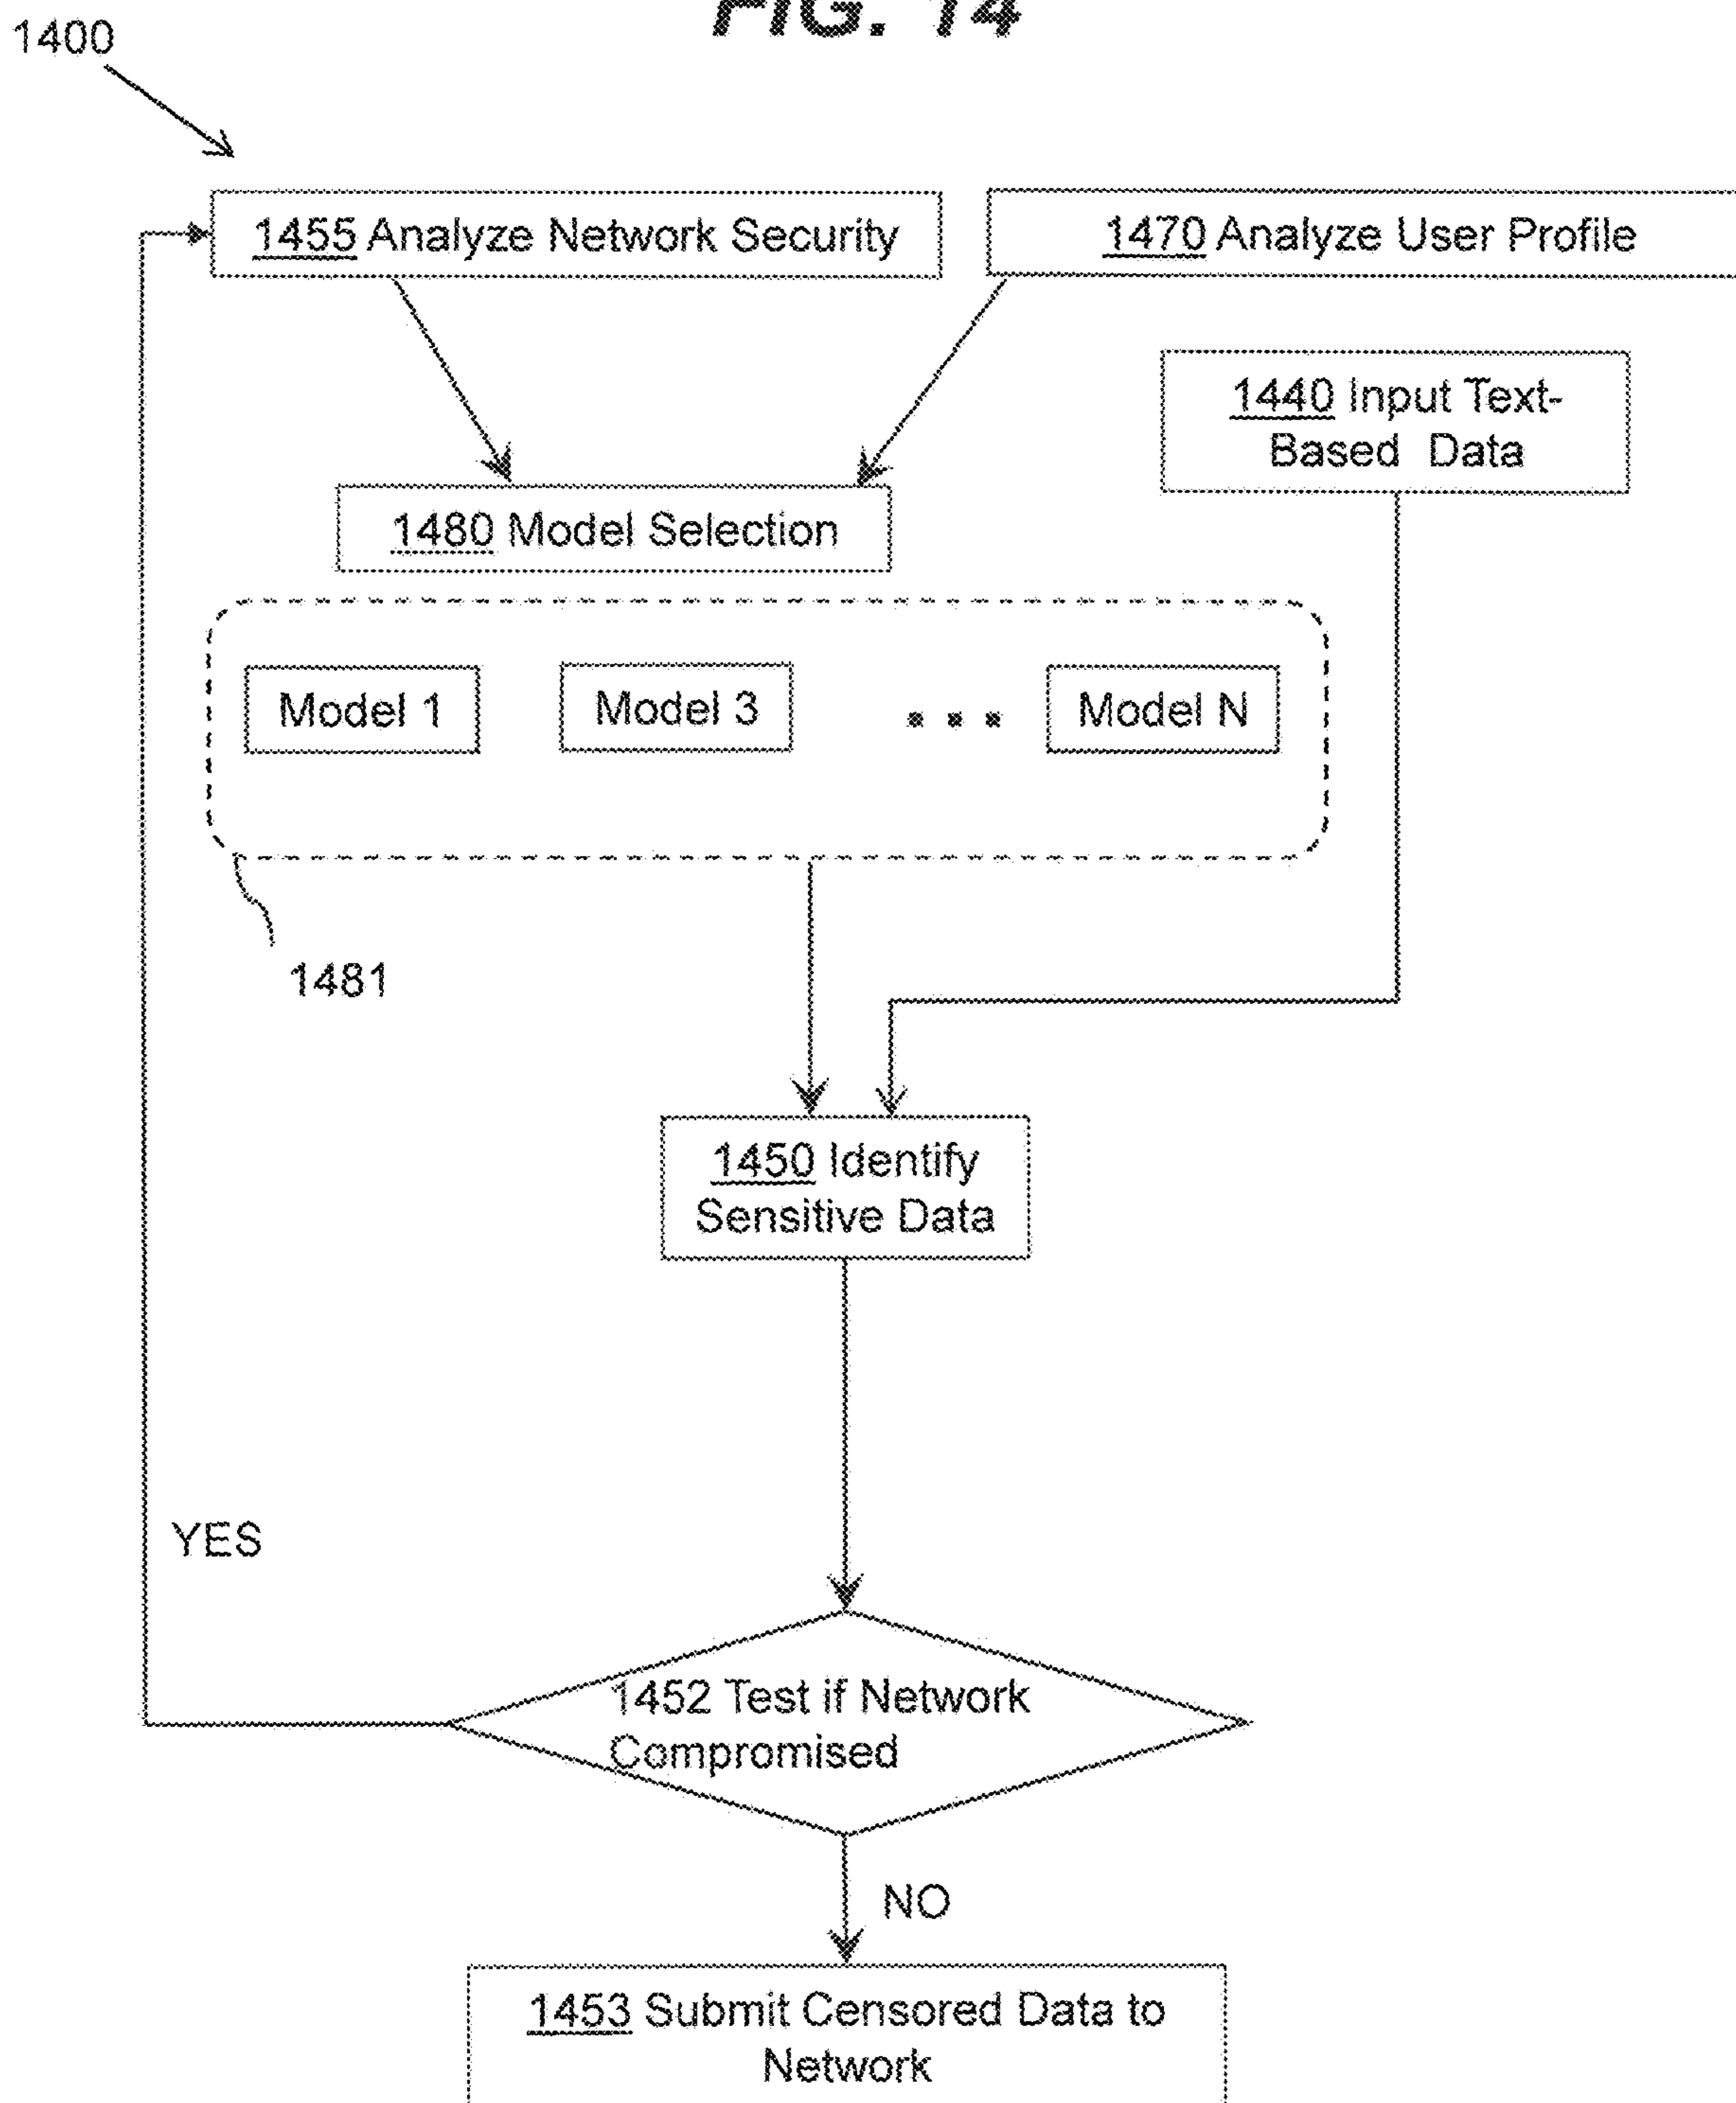 FIG. 14
1400
1455 Analyze Network Security
1470 Analyze User Profile
1440 Input Text-
Based Data
1480 Model Selection
Model 1
Model 3
...
Model N
1481
1450 Identify
Sensitive Data
YES
1452 Test if Network
Compromised
NO
1453 Submit Censored Data to
Network